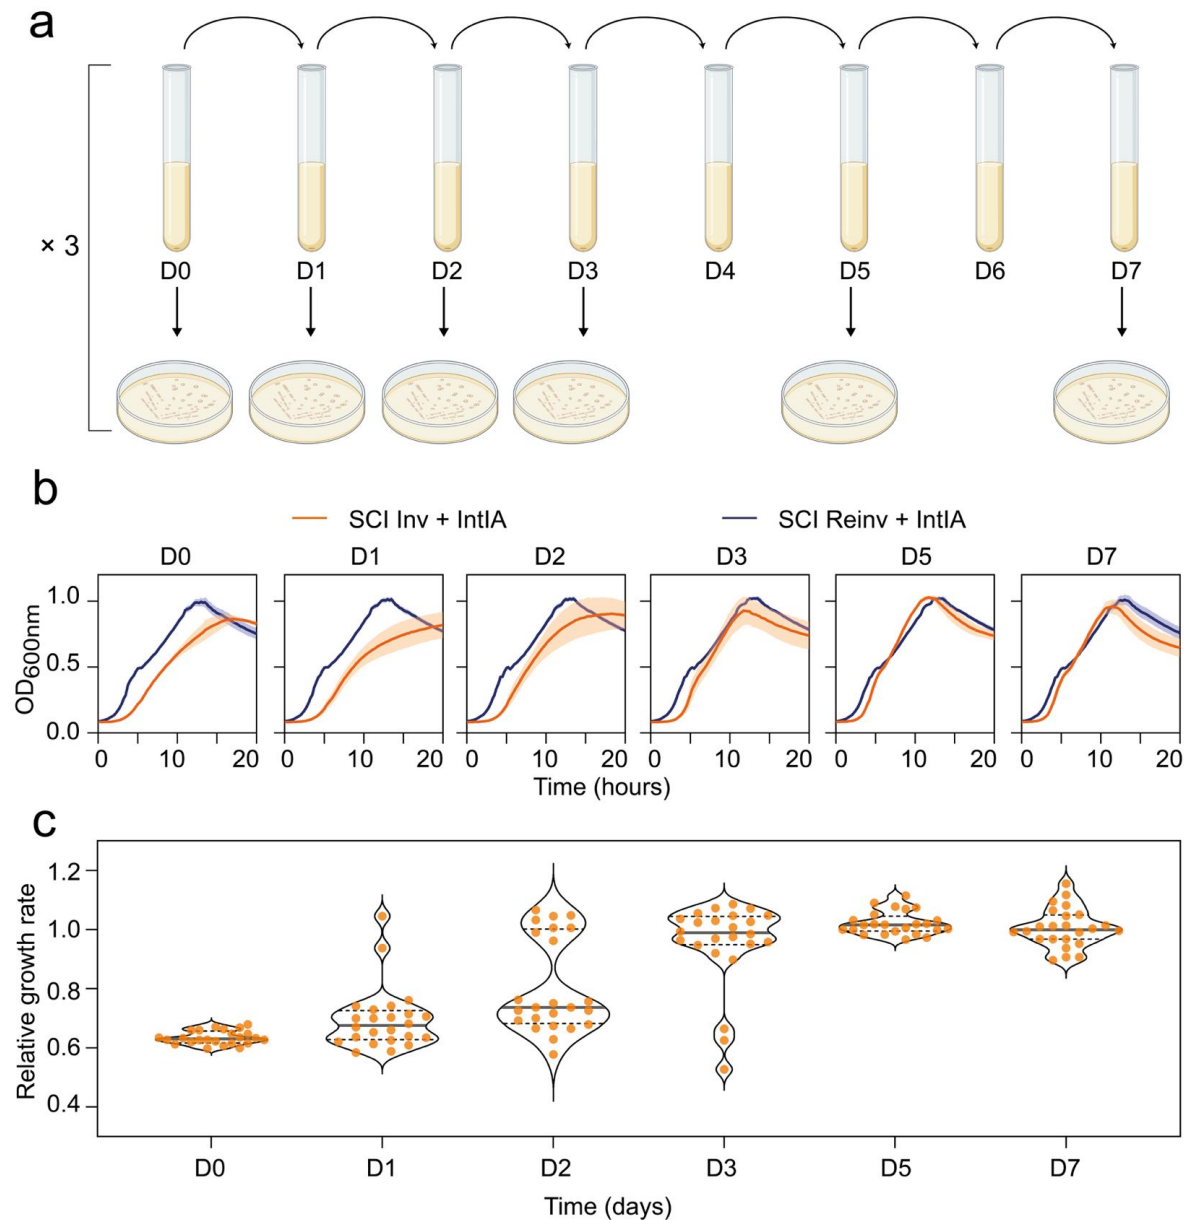 a
× 3
D0 D1 D2 D3 D4 D5 D6 D7
b
SCI Inv + IntIA SCI Reinv + IntIA
D0 D1 D2 D3 D5 D7
OD600nm
1.0
0.5
0.0
0 10 20 0 10 20 0 10 20 0 10 20 0 10 20 0 10 20
Time (hours)
c
Relative growth rate
1.2
1.0
0.8
0.6
0.4
D0 D1 D2 D3 D5 D7
Time (days)